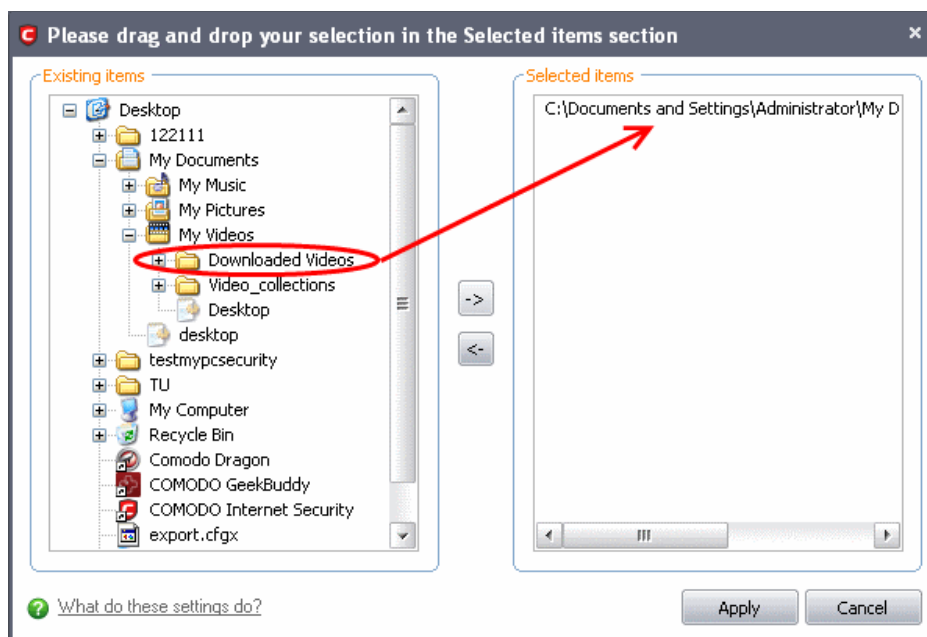 Please drag and drop your selection in the Selected items section
Existing items
Desktop
122111
My Documents
My Music
My Pictures
My Videos
Downloaded Videos
Video_collections
Desktop
desktop
testmypcsecurity
TU
My Computer
Recycle Bin
Comodo Dragon
COMODO GeekBuddy
COMODO Internet Security
export.cfgx
->
<-
Selected items
C:\Documents and Settings\Administrator\My D
What do these settings do?
Apply
Cancel